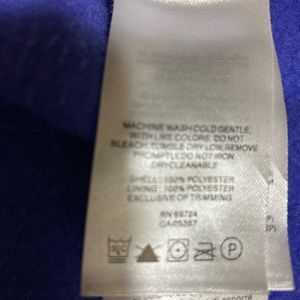 MACHINE WASH COLD GENTLE,
WITH LIKE COLORS. DO NOT
BLEACH. TUMBLE DRY LOW, REMOVE
PROMPTLY. DO NOT IRON.
DRY CLEANABLE
SHELL: 100% POLYESTER
LINING: 100% POLYESTER
EXCLUSIVE OF TRIMMING
RN 69724
P